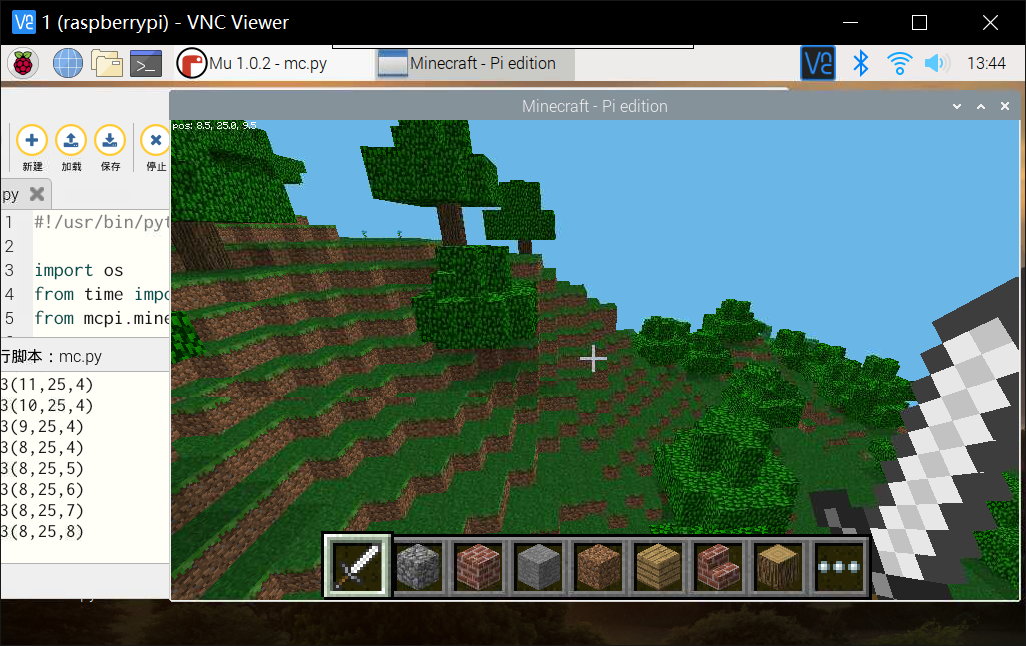 1 (raspberrypi) - VNC Viewer
Mu 1.0.2 - mc.py
Minecraft - Pi edition
13:44
Minecraft - Pi edition
pos: 8.5, 25.0, 9.5
新建 加载 保存 停止
py
1 #!/usr/bin/pyt
2
3 import os
4 from time impo
5 from mcpi.mine
行脚本：mc.py
3(11,25,4)
3(10,25,4)
3(9,25,4)
3(8,25,4)
3(8,25,5)
3(8,25,6)
3(8,25,7)
3(8,25,8)